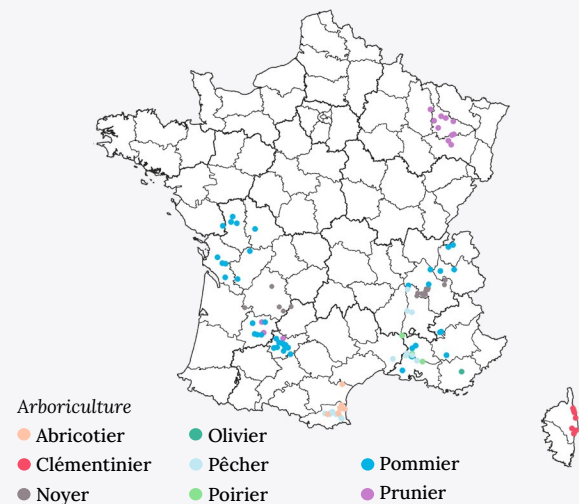 Arboriculture
Abricotier
Clémentinier
Noyer
Olivier
Pêcher
Poirier
Pommier
Prunier